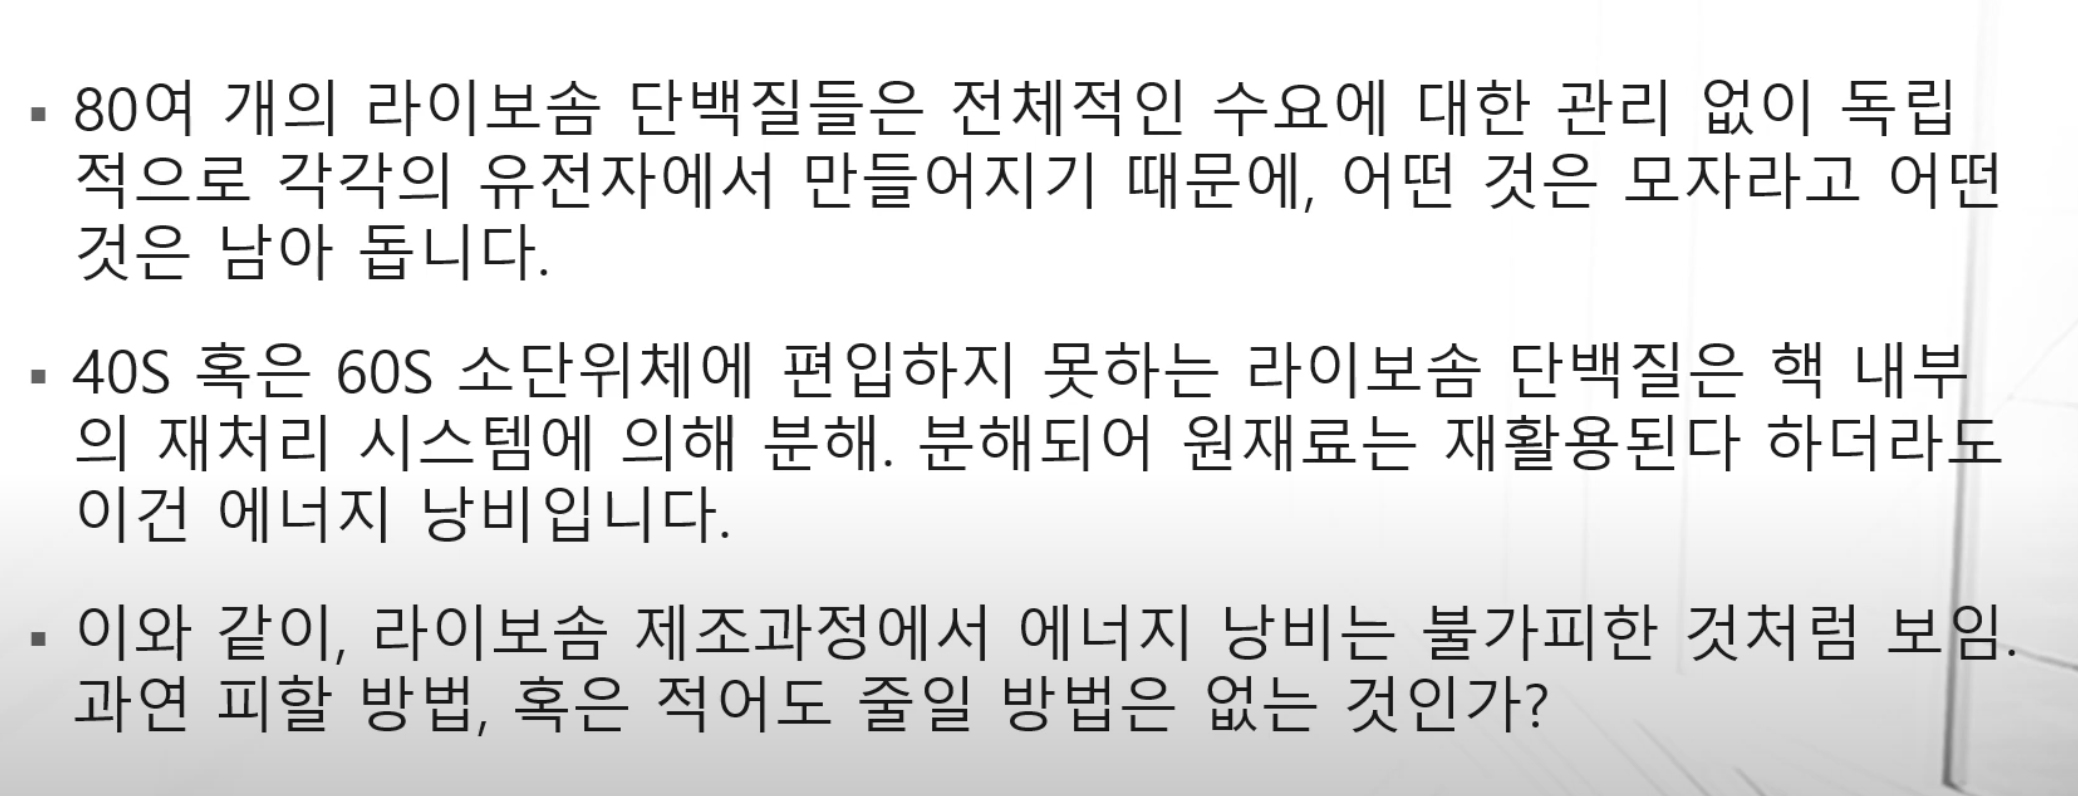 ▪ 80여 개의 라이보솜 단백질들은 전체적인 수요에 대한 관리 없이 독립
적으로 각각의 유전자에서 만들어지기 때문에, 어떤 것은 모자라고 어떤
것은 남아 돕니다.
▪ 40S 혹은 60S 소단위체에 편입하지 못하는 라이보솜 단백질은 핵 내부
의 재처리 시스템에 의해 분해. 분해되어 원재료는 재활용된다 하더라도
이건 에너지 낭비입니다.
▪ 이와 같이, 라이보솜 제조과정에서 에너지 낭비는 불가피한 것처럼 보임.
과연 피할 방법, 혹은 적어도 줄일 방법은 없는 것인가?